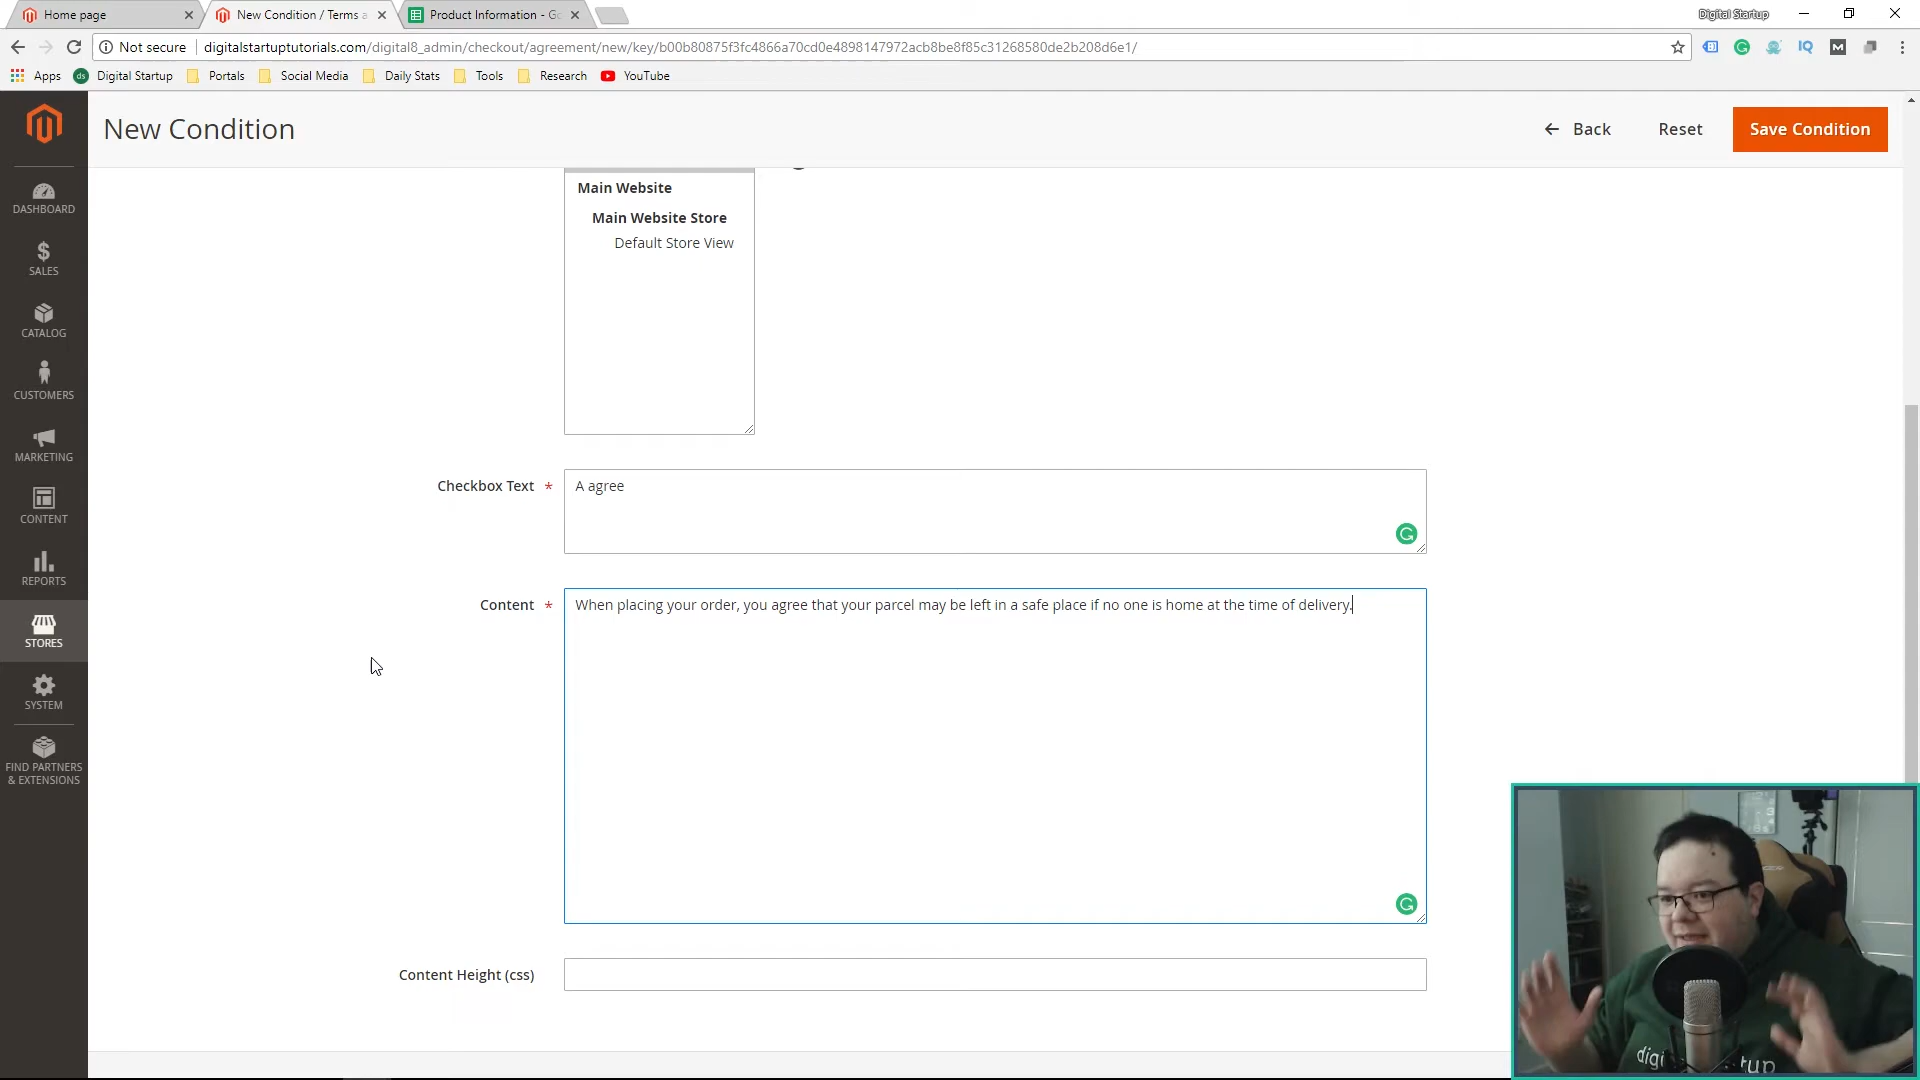 Home page
New Condition / Terms a
Product Information - Go
Digital Startup
Not secure
digitalstartuptutorials.com/digital8_admin/checkout/agreement/new/key/b00b80875f3fc4866a70cd0e4898147972acb8be8f85c31268580de2b208d6e1/
Apps
ds
Digital Startup
Portals
Social Media
Daily Stats
Tools
Research
YouTube
New Condition
Back
Reset
Save Condition
DASHBOARD
SALES
CATALOG
CUSTOMERS
MARKETING
CONTENT
REPORTS
STORES
SYSTEM
FIND PARTNERS
& EXTENSIONS
Main Website
Main Website Store
Default Store View
Checkbox Text *
A agree
Content *
When placing your order, you agree that your parcel may be left in a safe place if no one is home at the time of delivery.
Content Height (css)